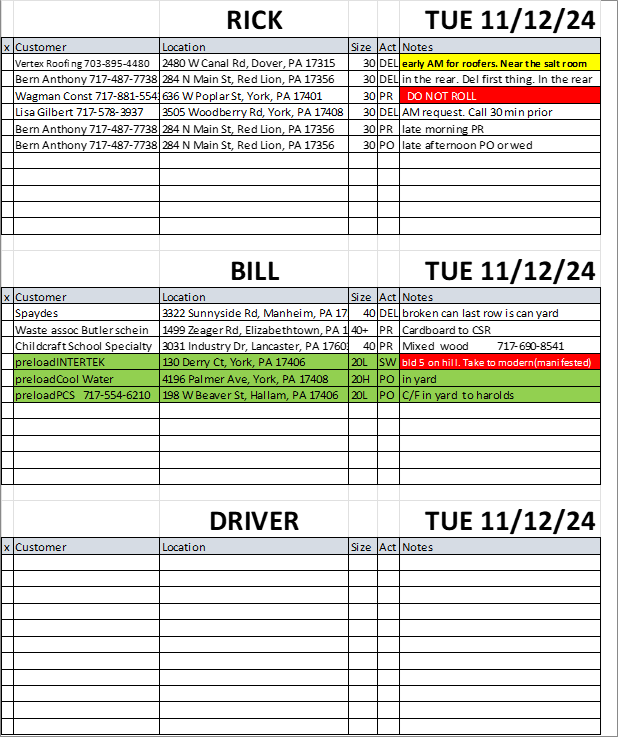 RICK TUE 11/12/24
x Customer Location Size Act Notes
Vertex Roofing 703-895-4480 2480 W Canal Rd, Dover, PA 17315 30 DEL early AM for roofers. Near the salt room
Bern Anthony 717-487-7738 284 N Main St, Red Lion, PA 17356 30 DEL in the rear. Del first thing. In the rear
Wagman Const 717-881-554 636 W Poplar St, York, PA 17401 30 PR DO NOT ROLL
Lisa Gilbert 717-578-3937 3505 Woodberry Rd, York, PA 17408 30 DEL AM request. Call 30 min prior
Bern Anthony 717-487-7738 284 N Main St, Red Lion, PA 17356 30 PR late morning PR
Bern Anthony 717-487-7738 284 N Main St, Red Lion, PA 17356 30 PO late afternoon PO or wed
BILL TUE 11/12/24
x Customer Location Size Act Notes
Spaydes 3322 Sunnyside Rd, Manheim, PA 17 40 DEL broken can last row is can yard
Waste assoc Butler schein 1499 Zeager Rd, Elizabethtown, PA 1 40+ PR Cardboard to CSR
Childcraft School Specialty 3031 Industry Dr, Lancaster, PA 1760 40 PR Mixed wood 717-690-8541
preloadINTERTEK 130 Derry Ct, York, PA 17406 20L SW bld 5 on hill. Take to modern(manifested)
preloadCool Water 4196 Palmer Ave, York, PA 17408 20H PO in yard
preloadPCS 717-554-6210 198 W Beaver St, Hallam, PA 17406 20L PO C/F in yard to harolds
DRIVER TUE 11/12/24
x Customer Location Size Act Notes